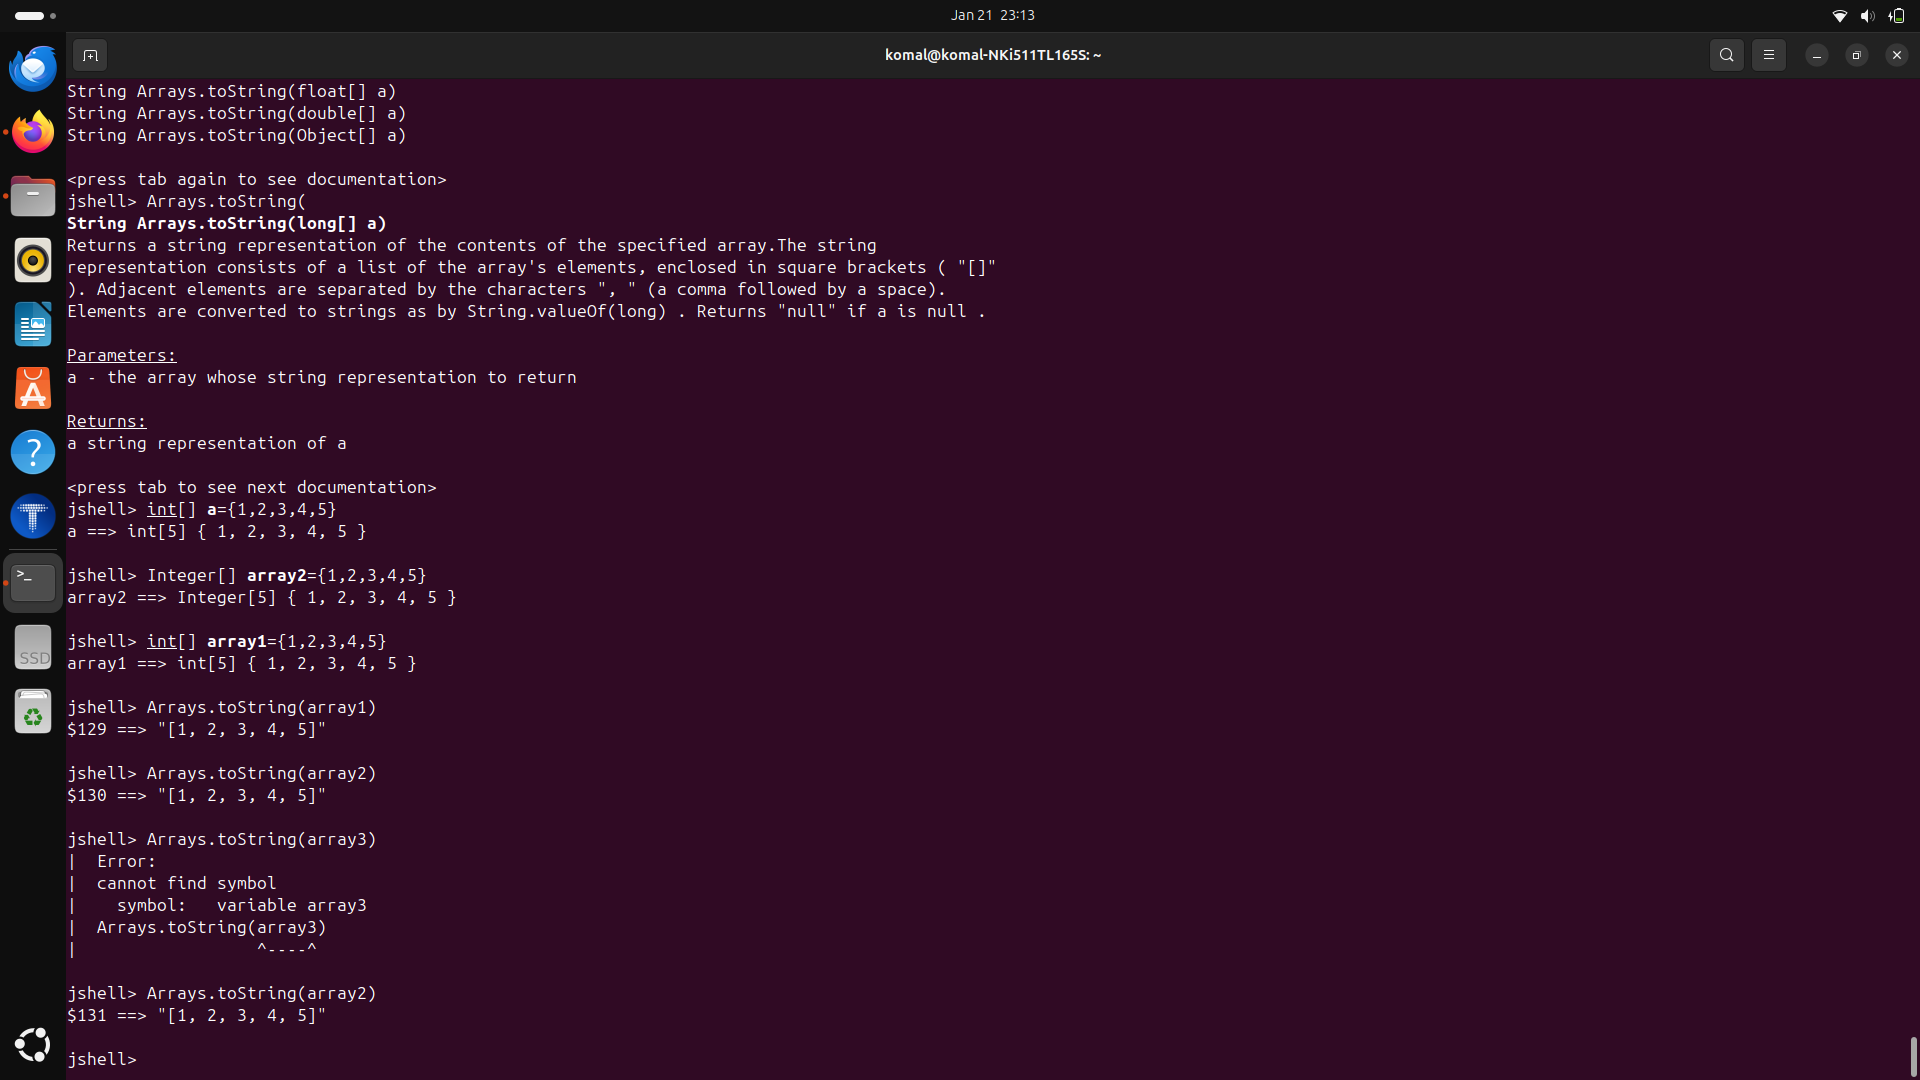 Jan 21 23:13
komal@komal-NKi511TL165S: ~
String Arrays.toString(float[] a)
String Arrays.toString(double[] a)
String Arrays.toString(Object[] a)
<press tab again to see documentation>
jshell> Arrays.toString(
String Arrays.toString(long[] a)
Returns a string representation of the contents of the specified array.The string
representation consists of a list of the array's elements, enclosed in square brackets ( "[]"
). Adjacent elements are separated by the characters ", " (a comma followed by a space).
Elements are converted to strings as by String.valueOf(long) . Returns "null" if a is null .
Parameters:
a - the array whose string representation to return
Returns:
a string representation of a
<press tab to see next documentation>
jshell> int[] a={1,2,3,4,5}
a ==> int[5] { 1, 2, 3, 4, 5 }
jshell> Integer[] array2={1,2,3,4,5}
array2 ==> Integer[5] { 1, 2, 3, 4, 5 }
jshell> int[] array1={1,2,3,4,5}
array1 ==> int[5] { 1, 2, 3, 4, 5 }
jshell> Arrays.toString(array1)
$129 ==> "[1, 2, 3, 4, 5]"
jshell> Arrays.toString(array2)
$130 ==> "[1, 2, 3, 4, 5]"
jshell> Arrays.toString(array3)
|  Error:
|  cannot find symbol
|    symbol:   variable array3
|  Arrays.toString(array3)
|                  ^----^
jshell> Arrays.toString(array2)
$131 ==> "[1, 2, 3, 4, 5]"
jshell>
SSD